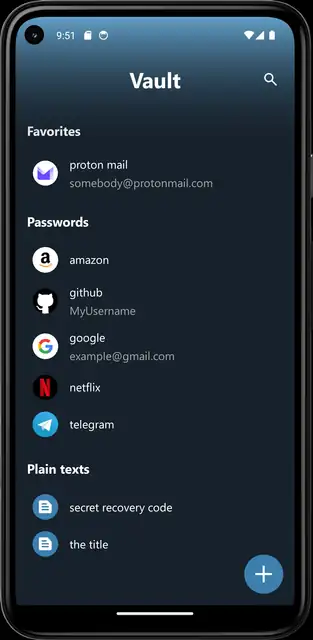 9:51
Vault
Favorites
proton mail
somebody@protonmail.com
Passwords
amazon
github
MyUsername
google
example@gmail.com
netflix
telegram
Plain texts
secret recovery code
the title